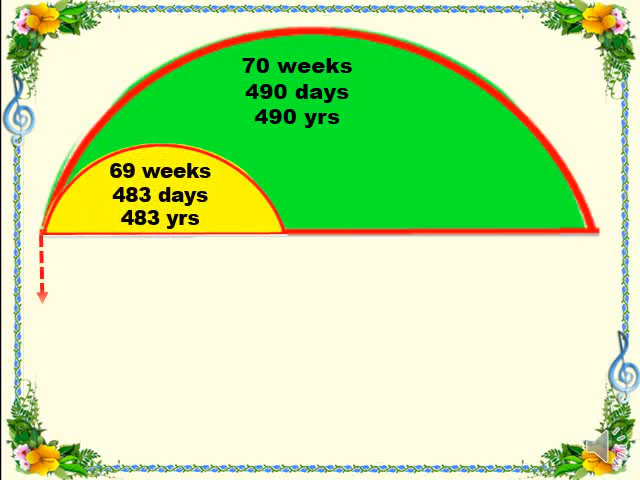 70 weeks
490 days
490 yrs
69 weeks
483 days
483 yrs